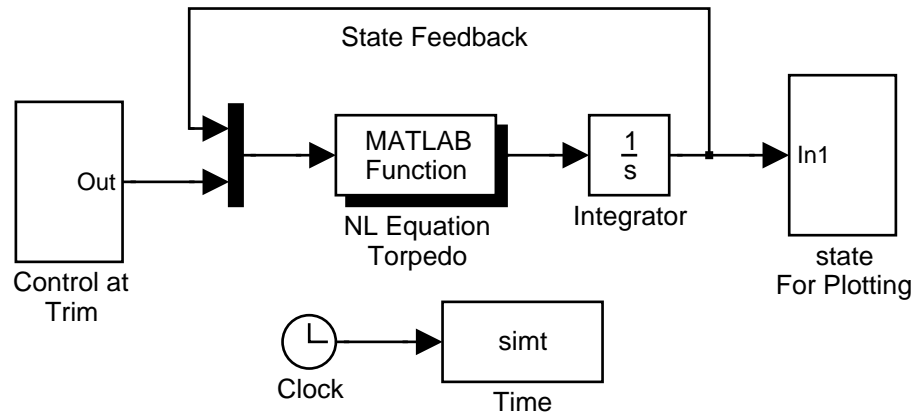 State Feedback
MATLAB
Function
1
s
In1
Out
NL Equation
Torpedo
Integrator
state
For Plotting
Control at
Trim
simt
Clock
Time